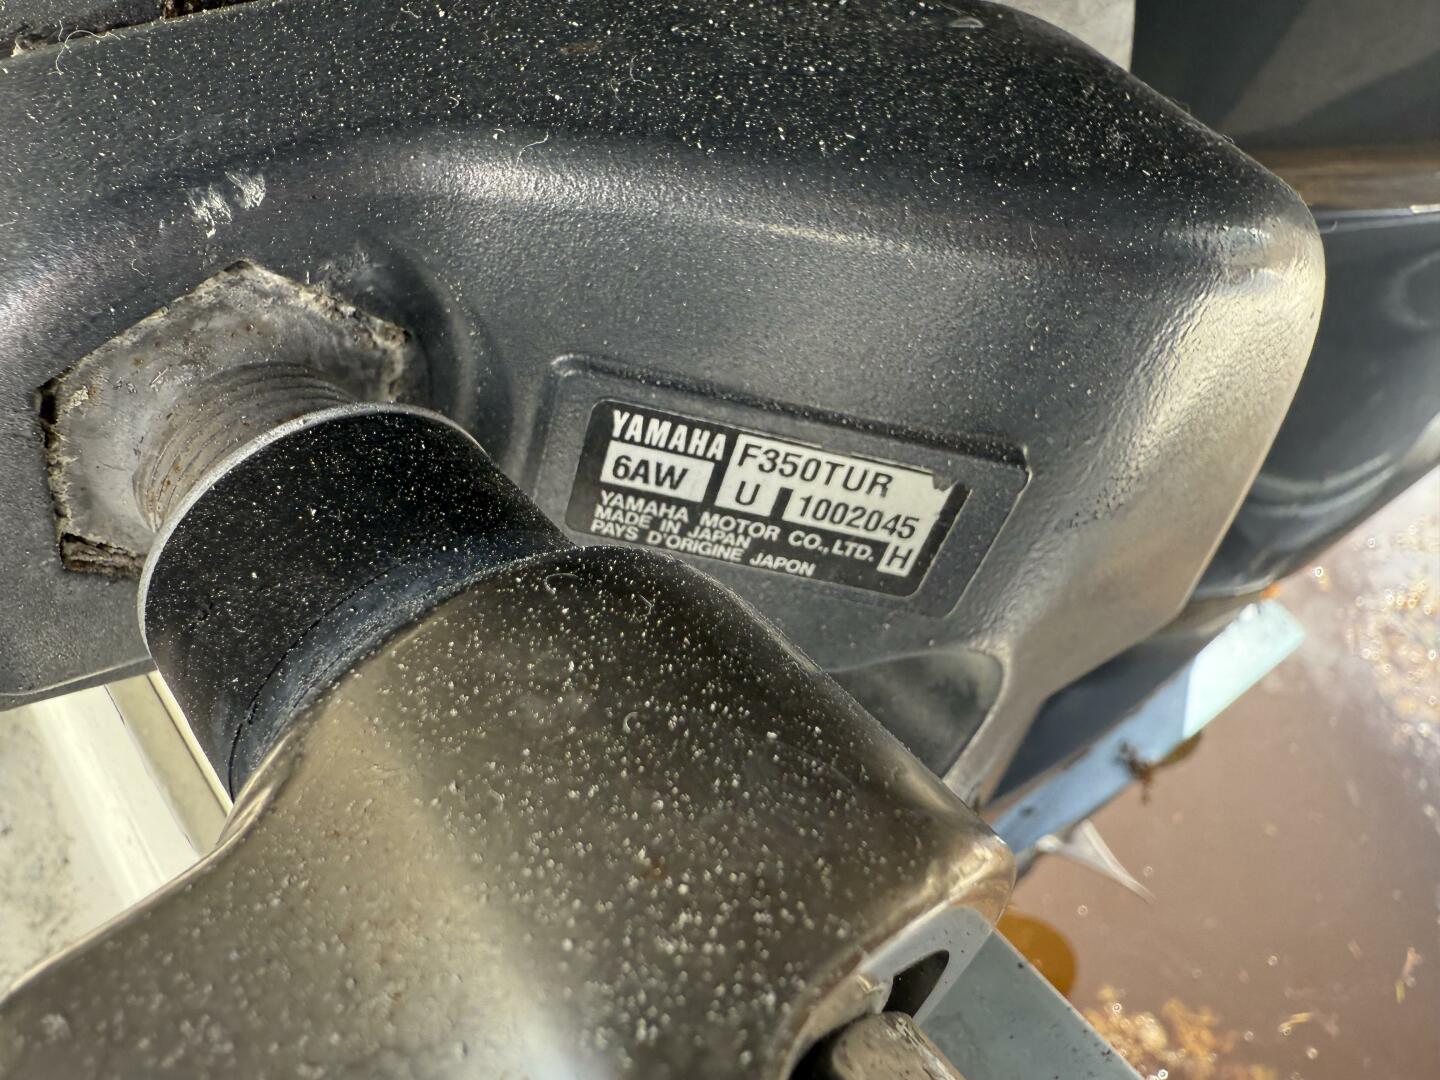 YAMAHA F350TUR
6AW U 1002045
YAMAHA MOTOR CO., LTD. H
MADE IN JAPAN
PAYS D'ORIGINE JAPON